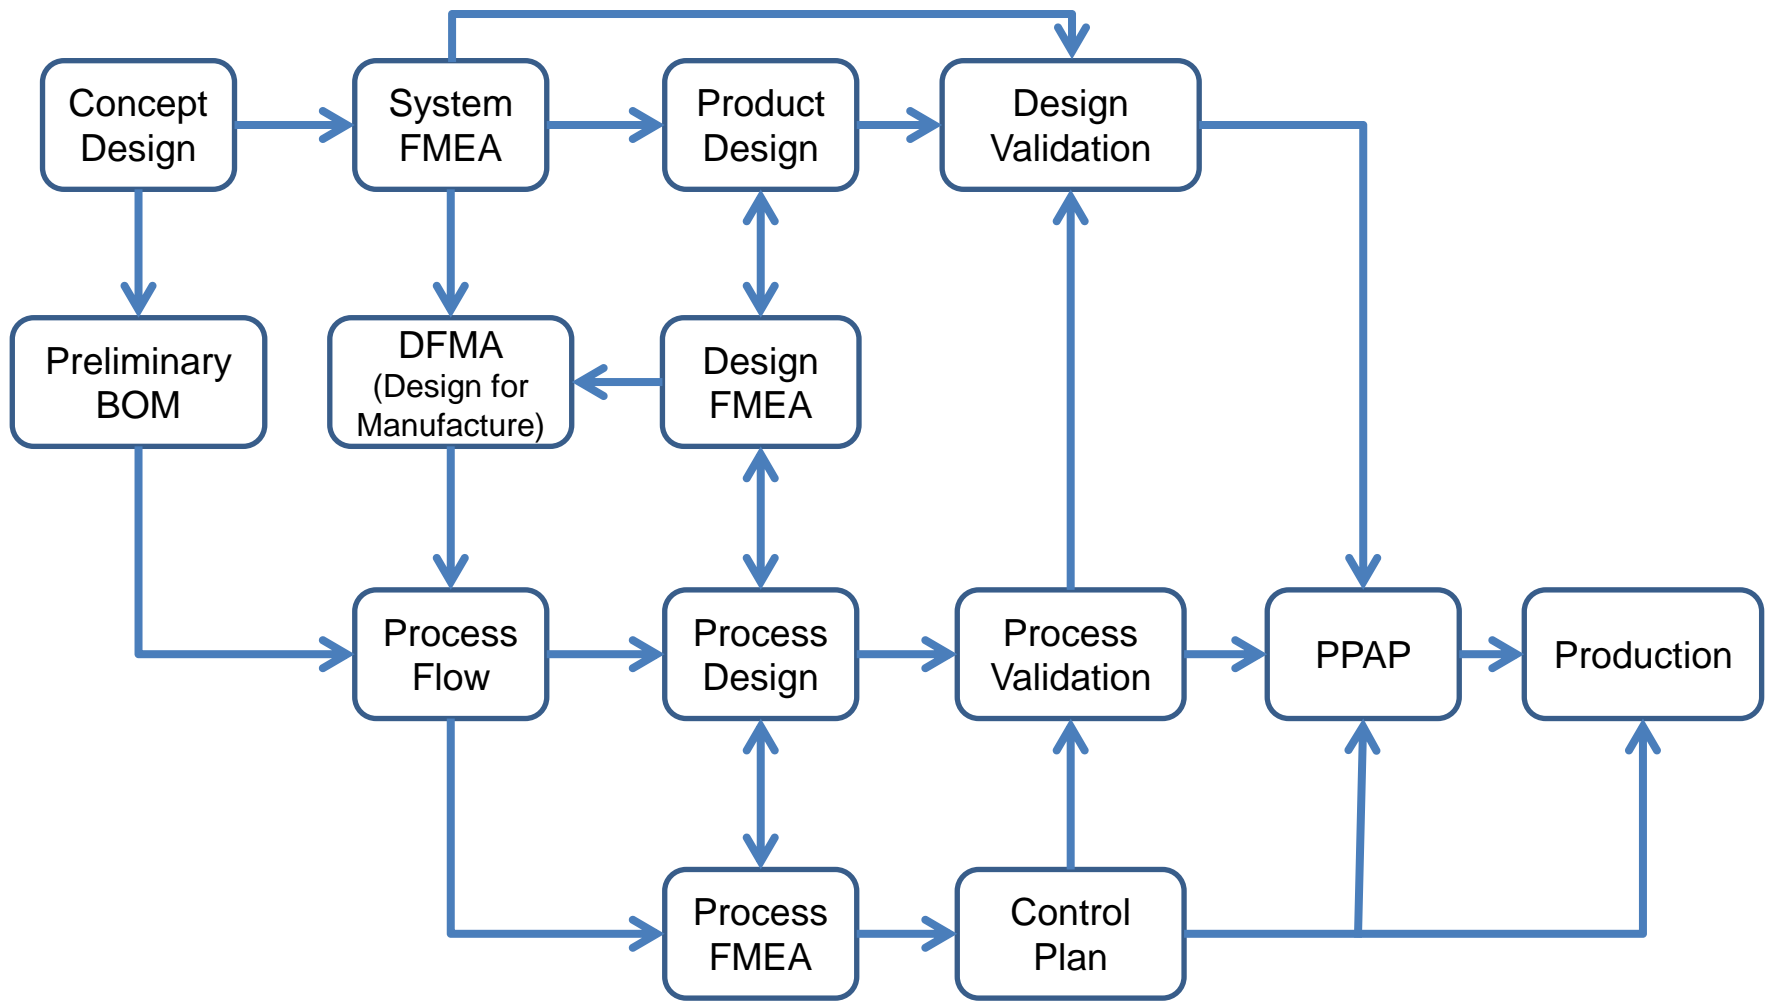 Concept
Design
System
FMEA
Product
Design
Design
Validation
Preliminary
BOM
DFMA
(Design for
Manufacture)
Design
FMEA
Process
Flow
Process
Design
Process
Validation
PPAP
Production
Process
FMEA
Control
Plan